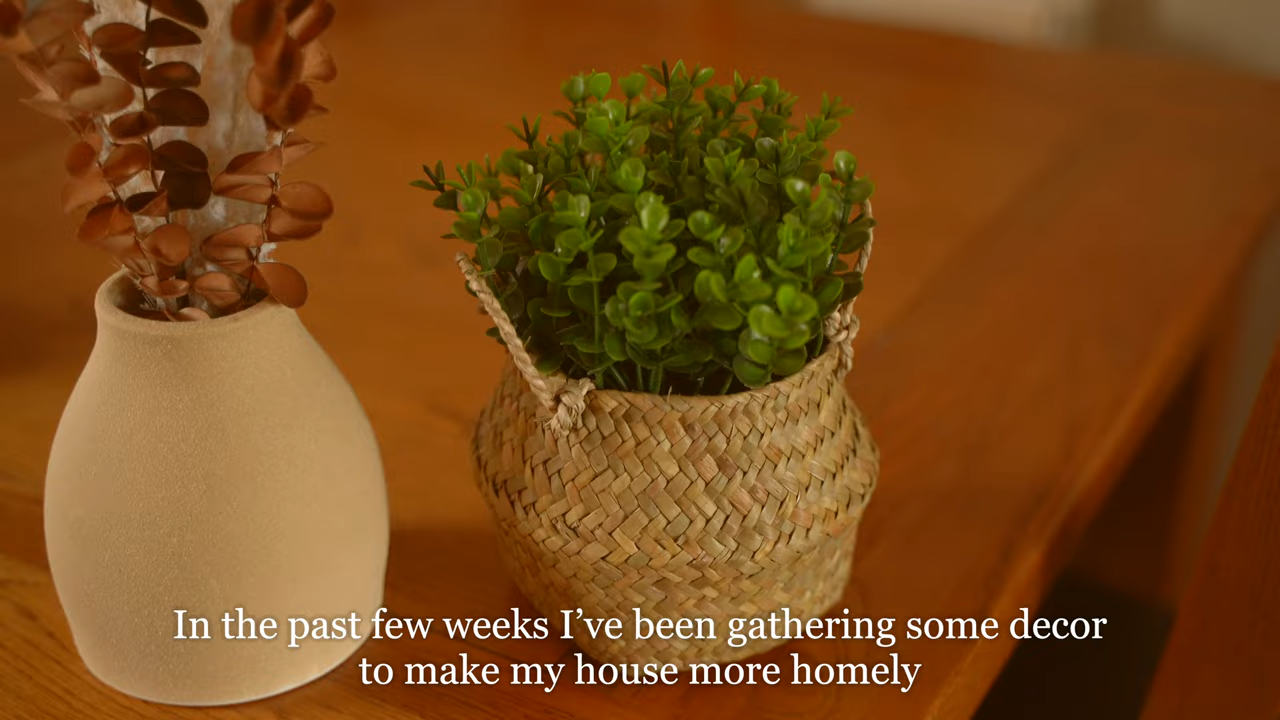 In the past few weeks I’ve been gathering some decor
to make my house more homely